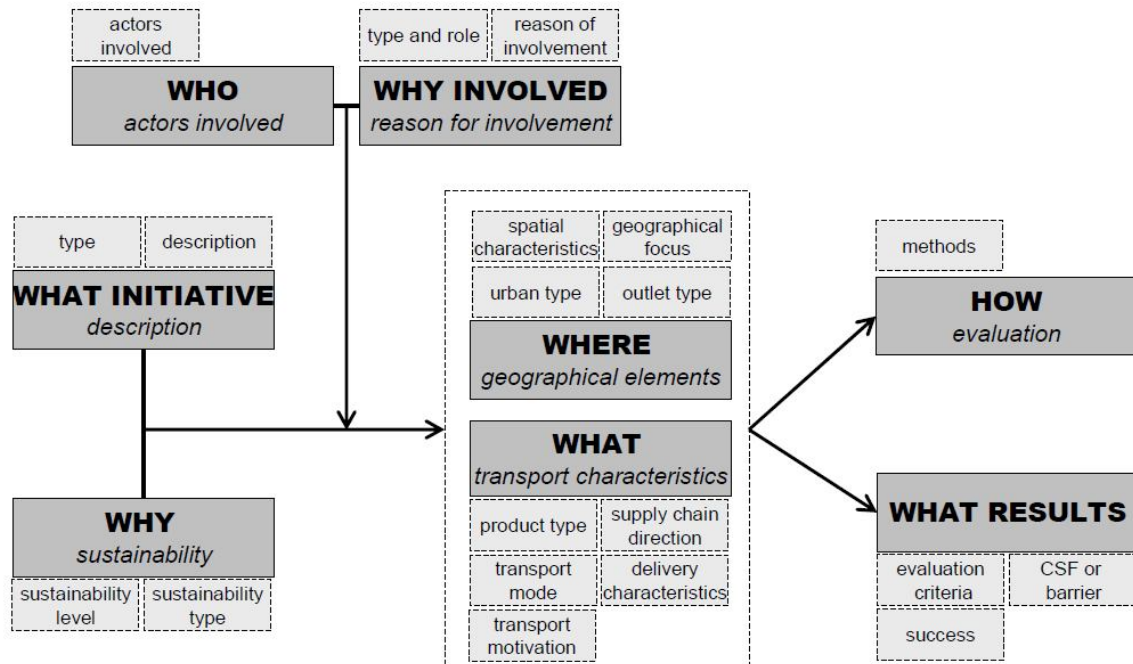 actors
involved
type and role
reason of
involvement
WHO
actors involved
WHY INVOLVED
reason for involvement
type
description
WHAT INITIATIVE
description
WHY
sustainability
sustainability
level
sustainability
type
spatial
characteristics
geographical
focus
urban type
outlet type
WHERE
geographical elements
WHAT
transport characteristics
product type
supply chain
direction
transport
mode
delivery
characteristics
transport
motivation
methods
HOW
evaluation
WHAT RESULTS
evaluation
criteria
CSF or
barrier
success